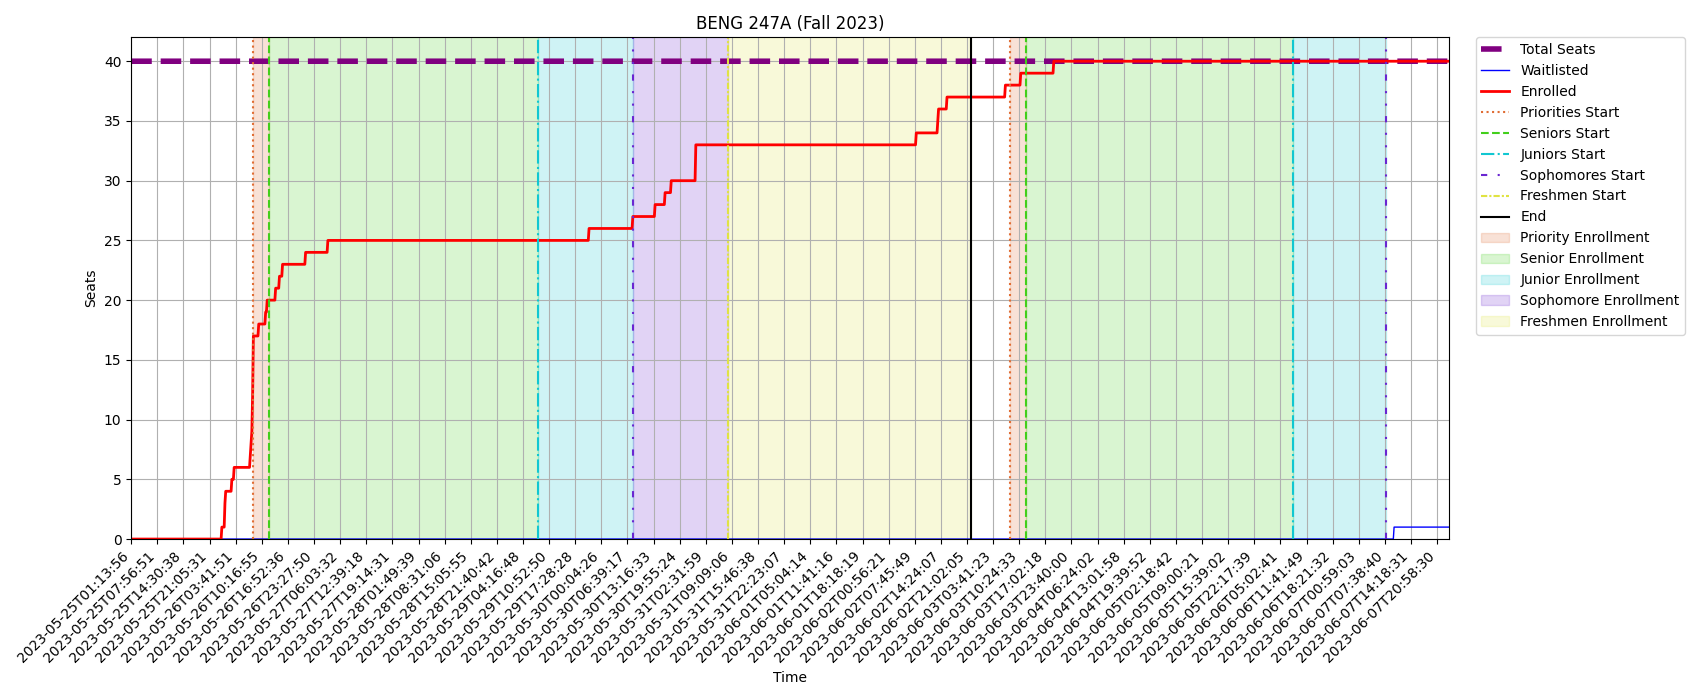 BENG 247A (Fall 2023)
Seats
40
35
30
25
20
15
10
5
0
2023-05-25T01:13:56
2023-05-25T07:56:51
2023-05-25T14:30:38
2023-05-25T21:05:31
2023-05-26T03:41:51
2023-05-26T10:16:55
2023-05-26T16:52:36
2023-05-26T23:27:50
2023-05-27T06:03:32
2023-05-27T12:39:18
2023-05-27T19:14:31
2023-05-28T01:49:39
2023-05-28T08:31:06
2023-05-28T15:05:55
2023-05-28T21:40:42
2023-05-29T04:16:48
2023-05-29T10:52:50
2023-05-29T17:28:28
2023-05-30T00:04:26
2023-05-30T06:39:17
2023-05-30T13:16:33
2023-05-30T19:55:24
2023-05-31T02:31:59
2023-05-31T09:09:06
2023-05-31T15:46:38
2023-05-31T22:23:07
2023-06-01T05:04:14
2023-06-01T11:41:16
2023-06-01T18:18:19
2023-06-02T00:56:21
2023-06-02T07:45:49
2023-06-02T14:24:07
2023-06-02T21:02:05
2023-06-03T03:41:23
2023-06-03T10:24:33
2023-06-03T17:02:18
2023-06-03T23:40:00
2023-06-04T06:24:02
2023-06-04T13:01:58
2023-06-04T19:39:52
2023-06-05T02:18:42
2023-06-05T09:00:21
2023-06-05T15:39:02
2023-06-05T22:17:39
2023-06-06T05:02:41
2023-06-06T11:41:49
2023-06-06T18:21:32
2023-06-07T00:59:03
2023-06-07T07:38:40
2023-06-07T14:18:31
2023-06-07T20:58:30
Time
Total Seats
Waitlisted
Enrolled
Priorities Start
Seniors Start
Juniors Start
Sophomores Start
Freshmen Start
End
Priority Enrollment
Senior Enrollment
Junior Enrollment
Sophomore Enrollment
Freshmen Enrollment